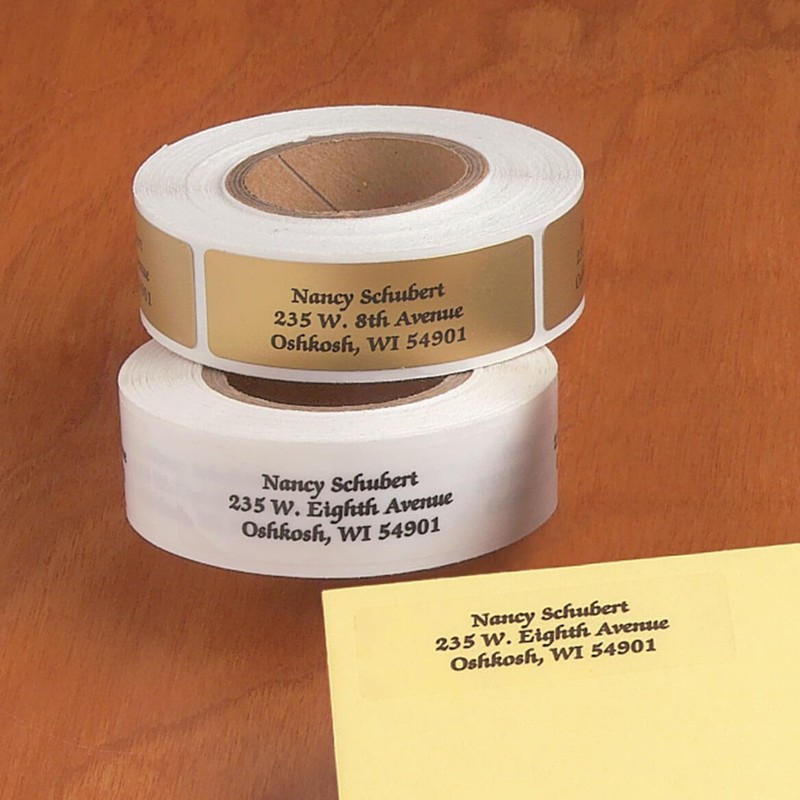 Nancy Schubert
235 W. 8th Avenue
Oshkosh, WI 54901
Nancy Schubert
235 W. Eighth Avenue
Oshkosh, WI 54901
Nancy Schubert
235 W. Eighth Avenue
Oshkosh, WI 54901